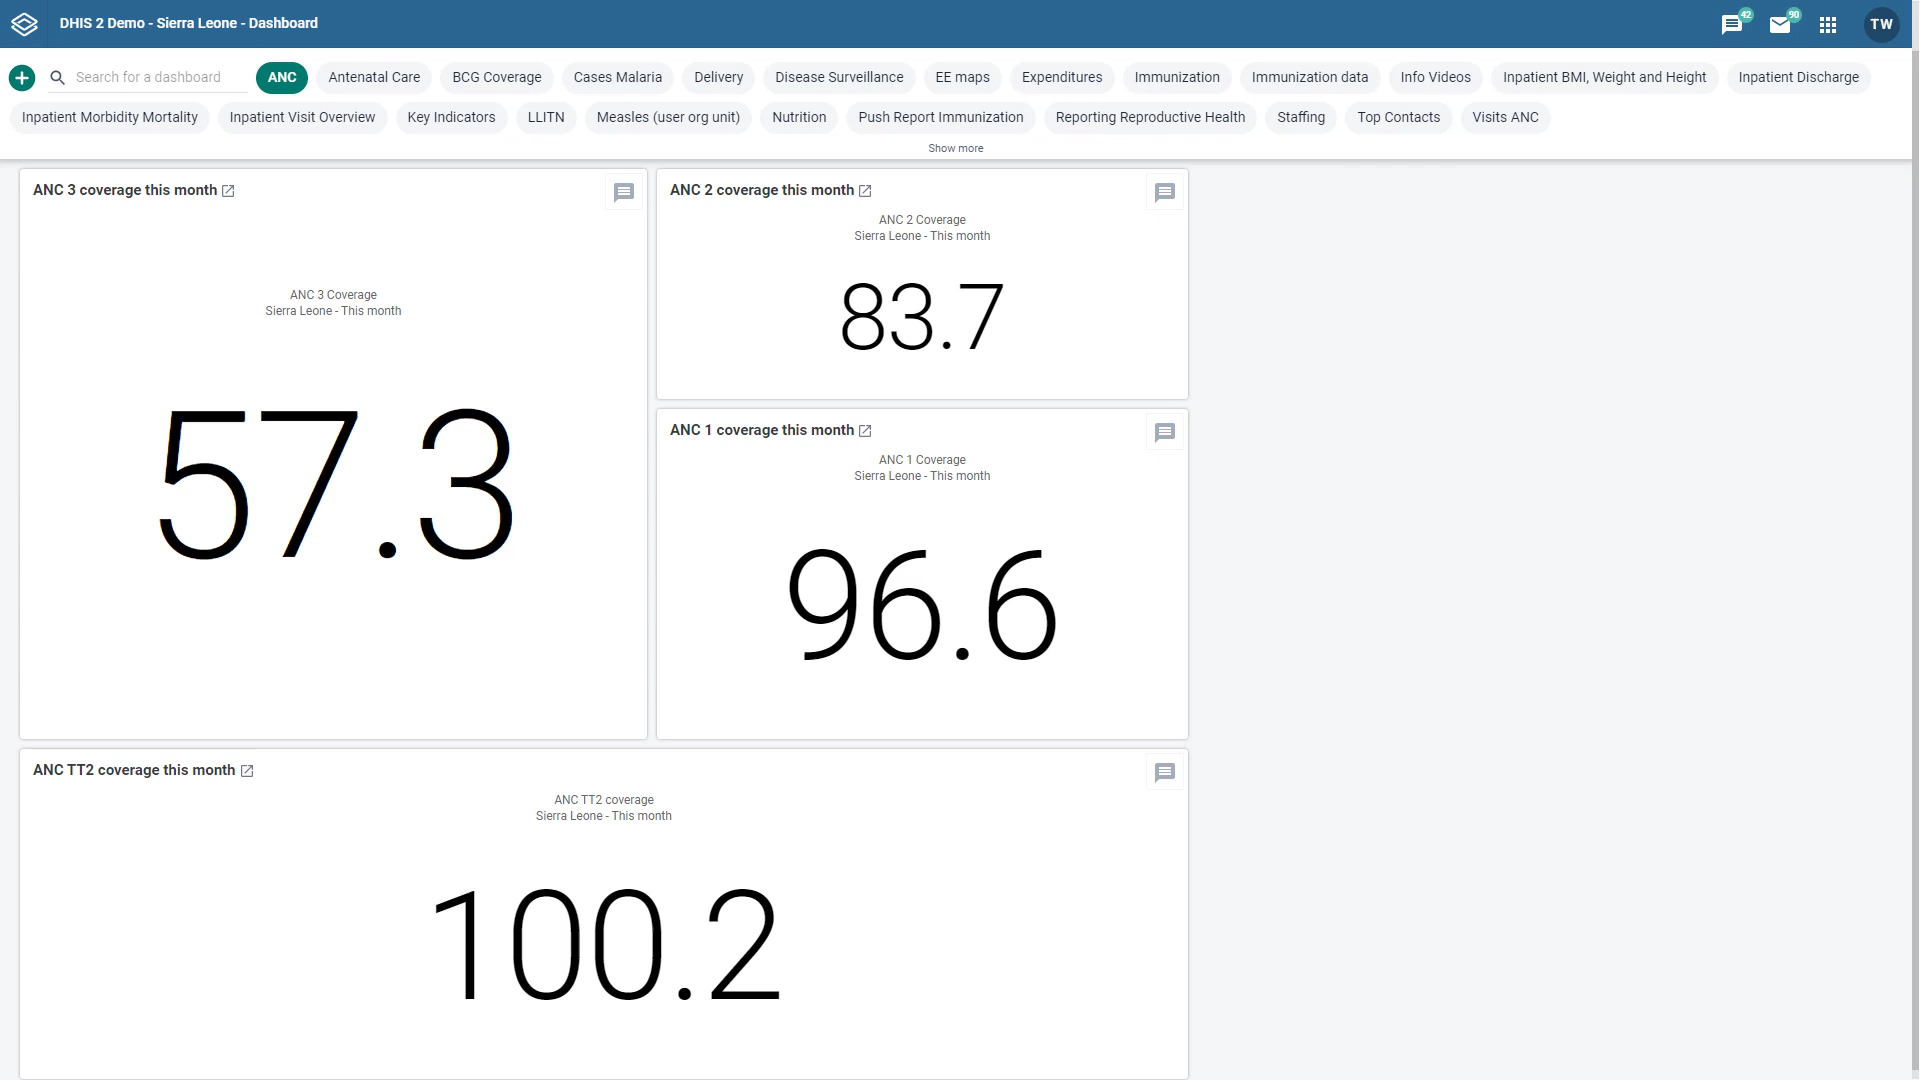 DHIS 2 Demo - Sierra Leone - Dashboard
42
90
TW
Search for a dashboard
ANC
Antenatal Care
BCG Coverage
Cases Malaria
Delivery
Disease Surveillance
EE maps
Expenditures
Immunization
Immunization data
Info Videos
Inpatient BMI, Weight and Height
Inpatient Discharge
Inpatient Morbidity Mortality
Inpatient Visit Overview
Key Indicators
LLITN
Measles (user org unit)
Nutrition
Push Report Immunization
Reporting Reproductive Health
Staffing
Top Contacts
Visits ANC
Show more
ANC 3 coverage this month
ANC 3 Coverage
Sierra Leone - This month
57.3
ANC 2 coverage this month
ANC 2 Coverage
Sierra Leone - This month
83.7
ANC 1 coverage this month
ANC 1 Coverage
Sierra Leone - This month
96.6
ANC TT2 coverage this month
ANC TT2 coverage
Sierra Leone - This month
100.2